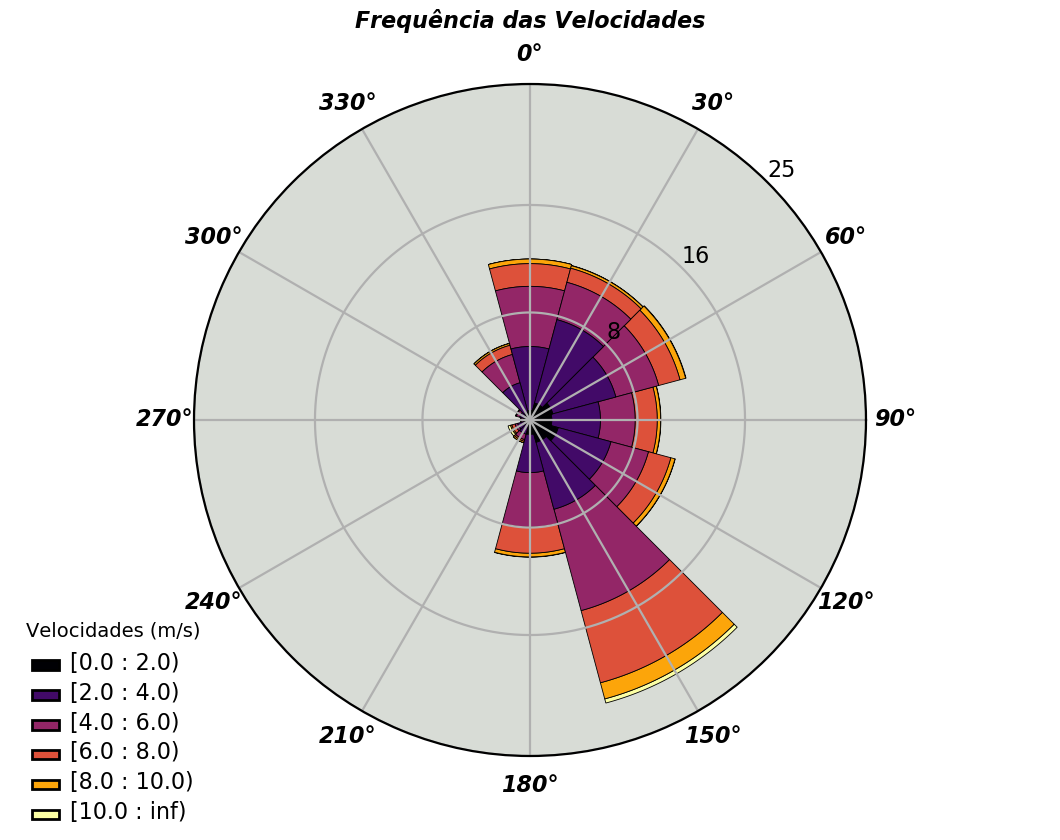 Frequência das Velocidades
0°
330°
30°
25
300°
60°
16
8
270°
90°
240°
120°
210°
150°
180°
Velocidades (m/s)
[0.0 : 2.0)
[2.0 : 4.0)
[4.0 : 6.0)
[6.0 : 8.0)
[8.0 : 10.0)
[10.0 : inf)